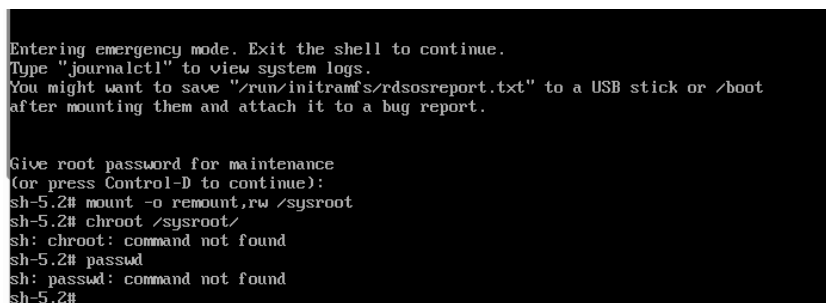 Entering emergency mode. Exit the shell to continue.
Type "journalctl" to view system logs.
You might want to save "/run/initramfs/rdsosreport.txt" to a USB stick or /boot
after mounting them and attach it to a bug report.
Give root password for maintenance
(or press Control-D to continue):
sh-5.2# mount -o remount,rw /sysroot
sh-5.2# chroot /sysroot/
sh: chroot: command not found
sh-5.2# passwd
sh: passwd: command not found
sh-5.2#